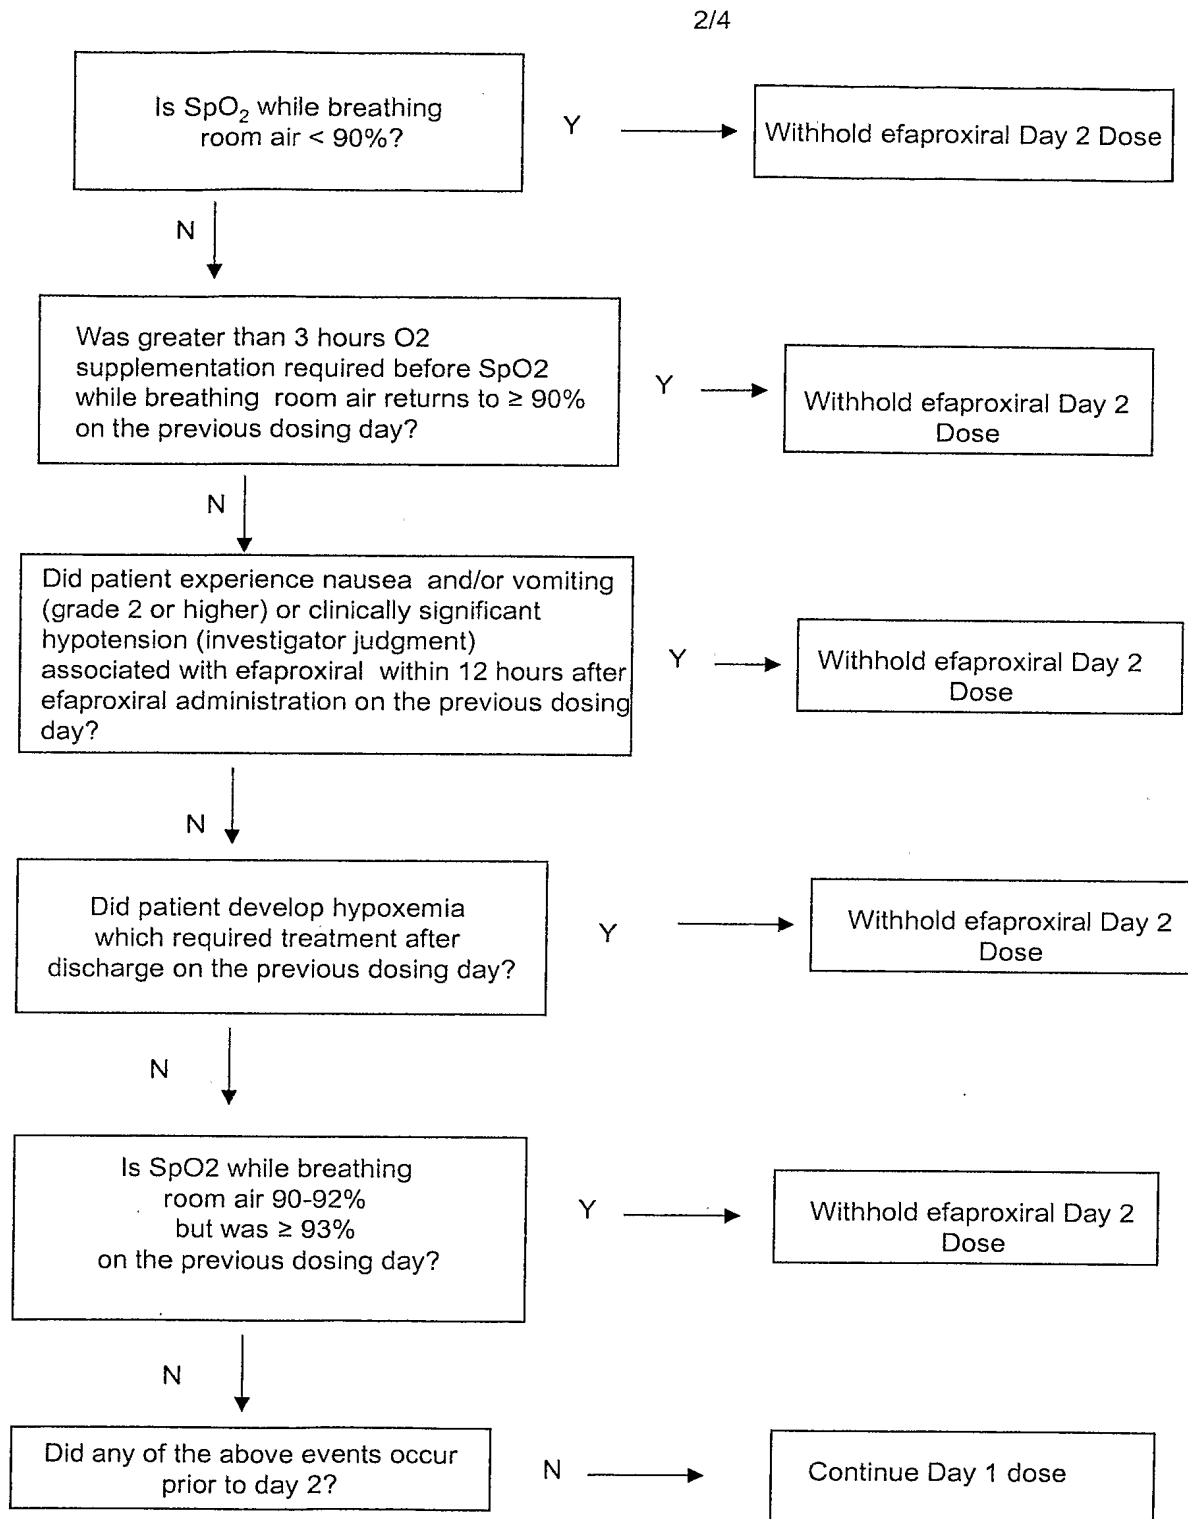 2/4
Is SpO₂ while breathing
room air < 90%?
Y
Withhold efaproxiral Day 2 Dose
N
Was greater than 3 hours O2
supplementation required before SpO2
while breathing room air returns to ≥ 90%
on the previous dosing day?
Y
Withhold efaproxiral Day 2
Dose
N
Did patient experience nausea and/or vomiting
(grade 2 or higher) or clinically significant
hypotension (investigator judgment)
associated with efaproxiral within 12 hours after
efaproxiral administration on the previous dosing
day?
Y
Withhold efaproxiral Day 2
Dose
N
Did patient develop hypoxemia
which required treatment after
discharge on the previous dosing day?
Y
Withhold efaproxiral Day 2
Dose
N
Is SpO2 while breathing
room air 90-92%
but was ≥ 93%
on the previous dosing day?
Y
Withhold efaproxiral Day 2
Dose
N
Did any of the above events occur
prior to day 2?
N
Continue Day 1 dose